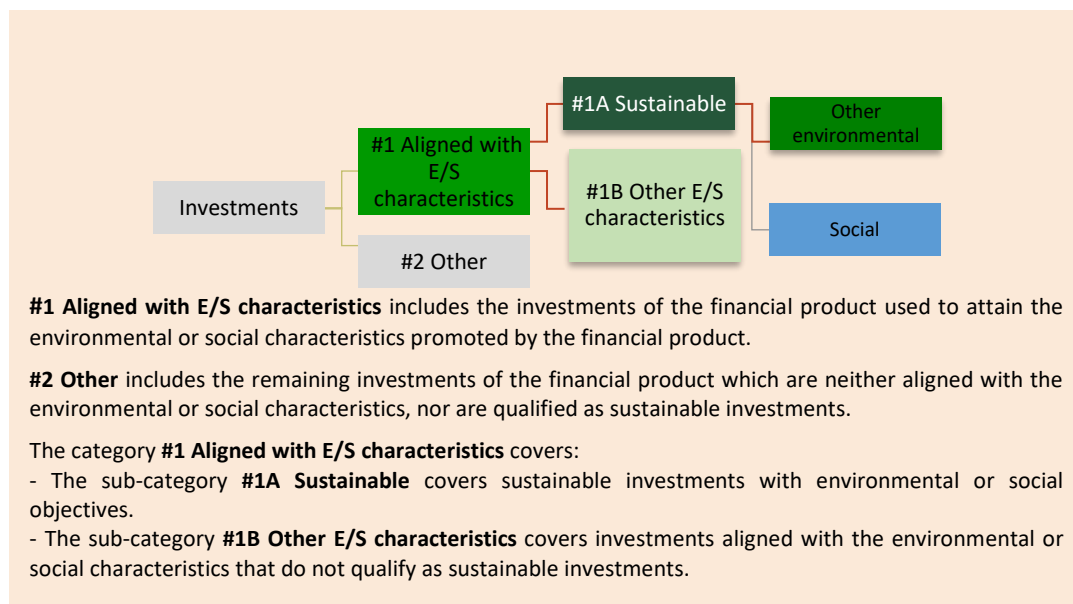 #1A Sustainable
Other
environmental
#1 Aligned with
E/S
characteristics
#1B Other E/S
characteristics
Investments
Social
#2 Other
#1 Aligned with E/S characteristics includes the investments of the financial product used to attain the
environmental or social characteristics promoted by the financial product.
#2 Other includes the remaining investments of the financial product which are neither aligned with the
environmental or social characteristics, nor are qualified as sustainable investments.
The category #1 Aligned with E/S characteristics covers:
- The sub-category #1A Sustainable covers sustainable investments with environmental or social
objectives.
- The sub-category #1B Other E/S characteristics covers investments aligned with the environmental or
social characteristics that do not qualify as sustainable investments.